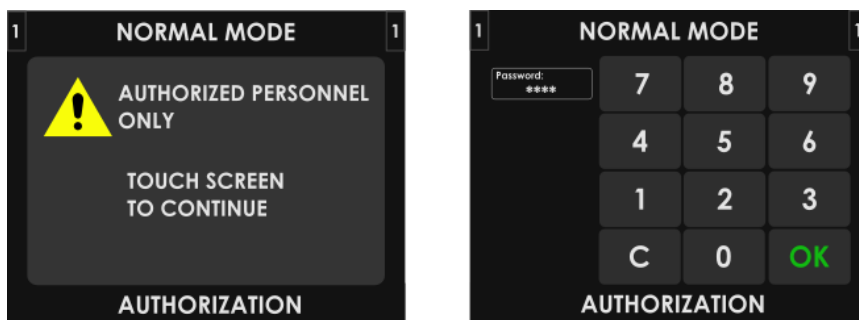 1 NORMAL MODE 1
AUTHORIZED PERSONNEL
ONLY
TOUCH SCREEN
TO CONTINUE
AUTHORIZATION
1 NORMAL MODE 1
Password:
****
7 8 9
4 5 6
1 2 3
C 0 OK
AUTHORIZATION